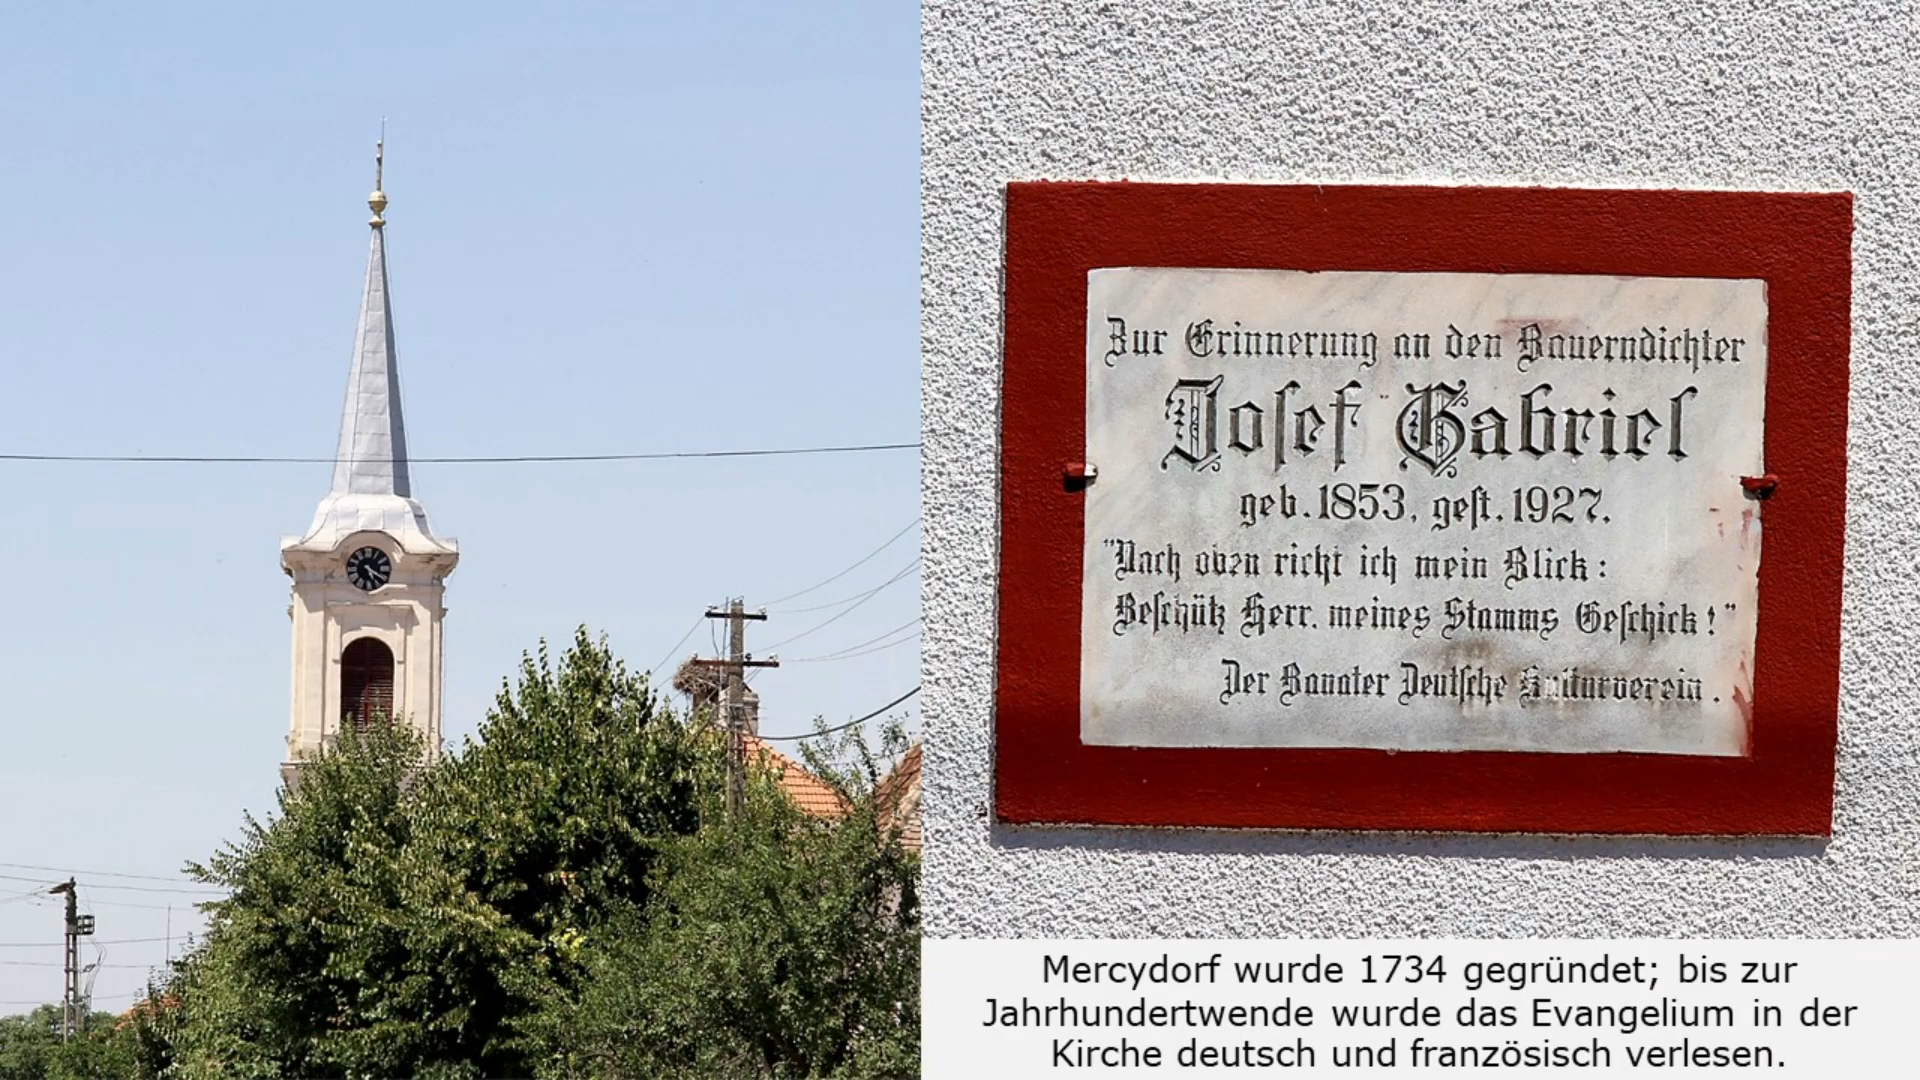 Zur Erinnerung an den Bauerndichter
Josef Gabriel
geb. 1853, gest. 1927.
"Nach oben richt ich mein Blick:
Beschütz Herr, meines Stamms Geschick!"
Der Banater Deutsche Kulturverein.
Mercydorf wurde 1734 gegründet; bis zur
Jahrhundertwende wurde das Evangelium in der
Kirche deutsch und französisch verlesen.